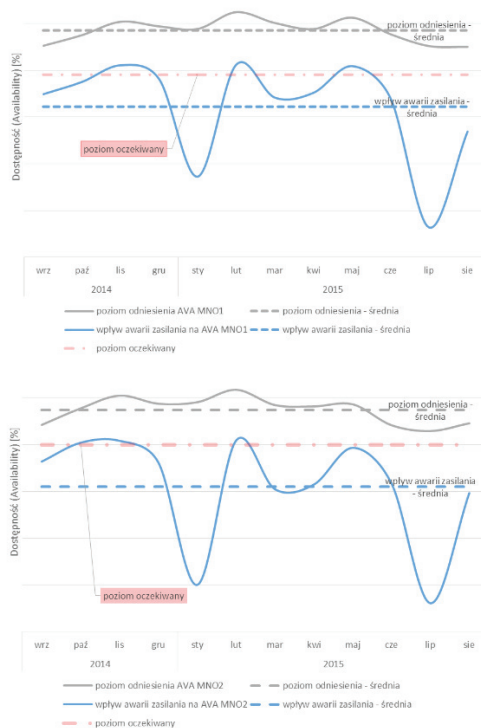 Dostępność (Availability) [%]
poziom odniesienia -
średnia
wpływ awarii zasilania -
średnia
poziom oczekiwany
wrz paź lis gru sty lut mar kwi maj cze lip sie
2014 2015
poziom odniesienia AVA MNO1 poziom odniesienia - średnia
wpływ awarii zasilania na AVA MNO1 wpływ awarii zasilania - średnia
poziom oczekiwany
Dostępność (Availability) [%]
poziom odniesienia -
średnia
wpływ awarii zasilania
- średnia
poziom oczekiwany
wrz paź lis gru sty lut mar kwi maj cze lip sie
2014 2015
poziom odniesienia AVA MNO2 poziom odniesienia - średnia
wpływ awarii zasilania na AVA MNO2 wpływ awarii zasilania - średnia
poziom oczekiwany